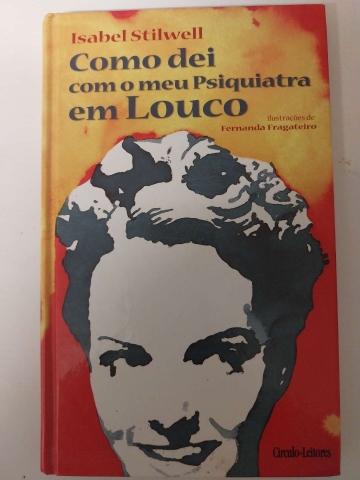 Isabel Stilwell
Como dei
com o meu Psiquiatra
em Louco
ilustrações de
Fernanda Fragateiro
Círculo-Leitores